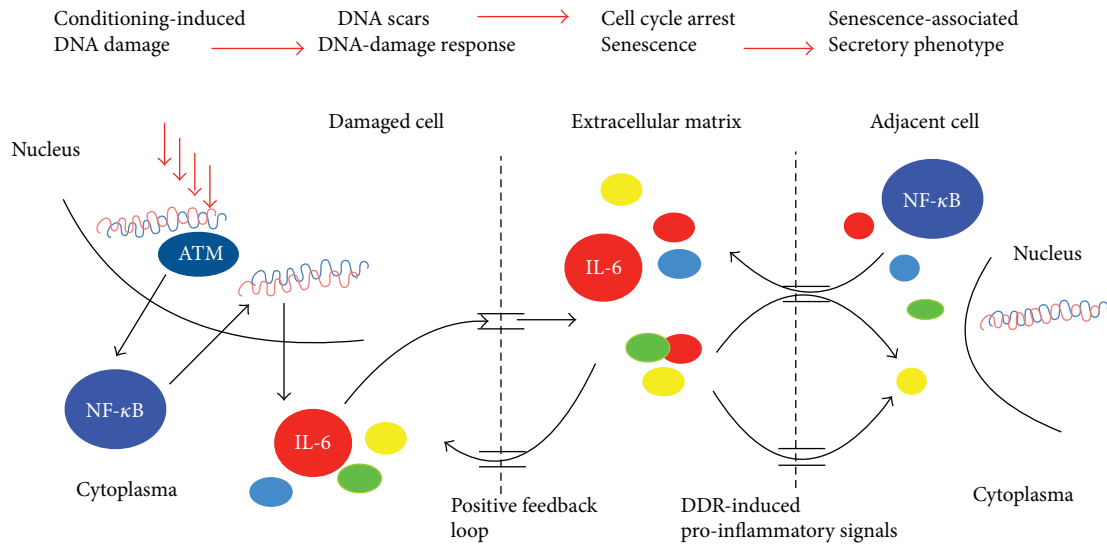 Conditioning-induced
DNA damage
DNA scars
DNA-damage response
Cell cycle arrest
Senescence
Senescence-associated
Secretory phenotype
Damaged cell
Extracellular matrix
Adjacent cell
Nucleus
NF-κB
ATM
IL-6
Nucleus
NF-κB
IL-6
Cytoplasma
Positive feedback
loop
DDR-induced
pro-inflammatory signals
Cytoplasma